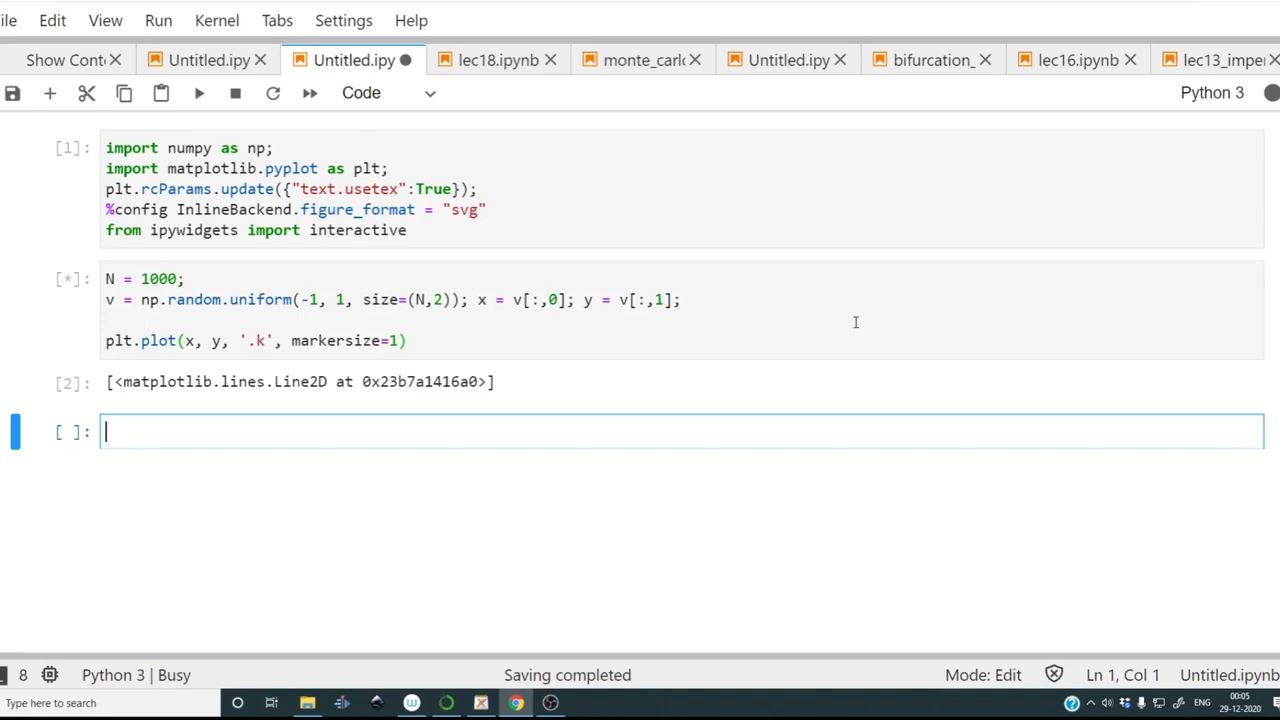 ile Edit View Run Kernel Tabs Settings Help
Show Cont Untitled.ipy Untitled.ipy lec18.ipynb monte_carlo Untitled.ipy bifurcation_ lec16.ipynb lec13_impe
Code Python 3
[1]: import numpy as np;
import matplotlib.pyplot as plt;
plt.rcParams.update({"text.usetex":True});
%config InlineBackend.figure_format = "svg"
from ipywidgets import interactive
[*]: N = 1000;
v = np.random.uniform(-1, 1, size=(N,2)); x = v[:,0]; y = v[:,1];
plt.plot(x, y, '.k', markersize=1)
[2]: [<matplotlib.lines.Line2D at 0x23b7a1416a0>]
[ ]:
8 Python 3 | Busy Saving completed Mode: Edit Ln 1, Col 1 Untitled.ipynb
Type here to search ENG 00:05
29-12-2020